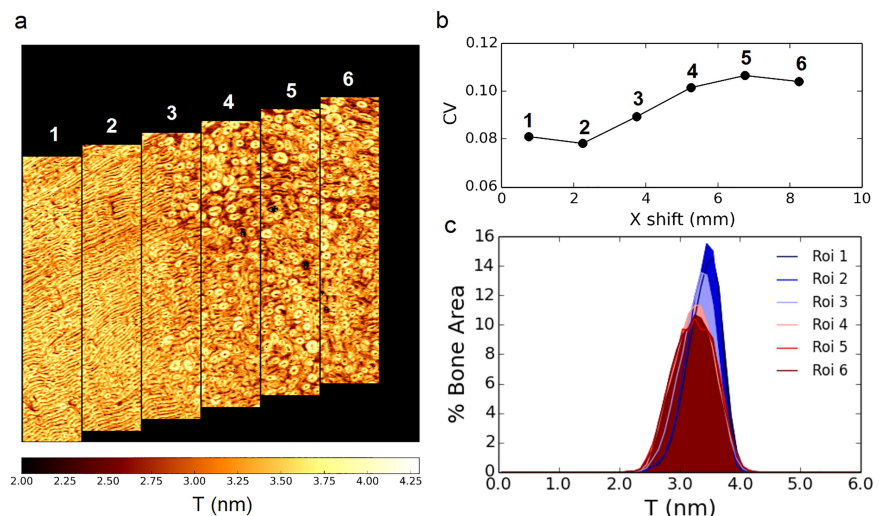 a
1 2 3 4 5 6
2.00 2.25 2.50 2.75 3.00 3.25 3.50 3.75 4.00 4.25
T (nm)
b
0.12
0.10
0.08
0.06
CV
1 2 3 4 5 6
0 2 4 6 8 10
X shift (mm)
c
16
14
12
10
8
6
4
2
0
% Bone Area
Roi 1
Roi 2
Roi 3
Roi 4
Roi 5
Roi 6
0.0 1.0 2.0 3.0 4.0 5.0 6.0
T (nm)